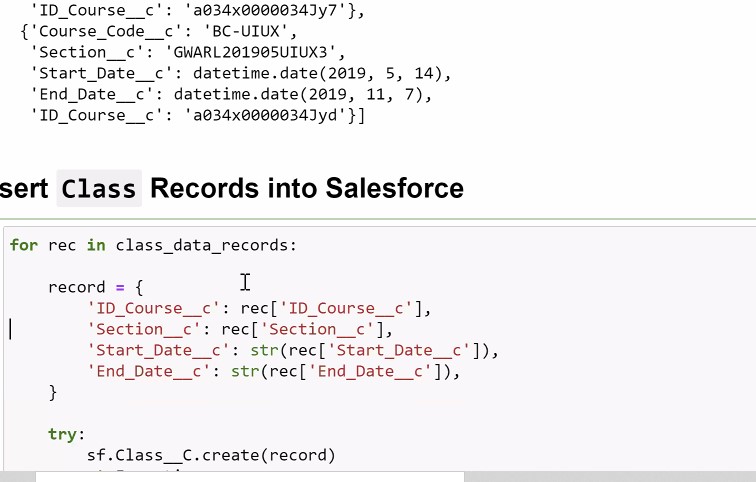 'ID_Course__c': 'a034x0000034Jy7'},
{'Course_Code__c': 'BC-UIUX',
'Section__c': 'GWARL201905UIUX3',
'Start_Date__c': datetime.date(2019, 5, 14),
'End_Date__c': datetime.date(2019, 11, 7),
'ID_Course__c': 'a034x0000034Jyd'}]
sert Class Records into Salesforce
for rec in class_data_records:
record = {
'ID_Course__c': rec['ID_Course__c'],
'Section__c': rec['Section__c'],
'Start_Date__c': str(rec['Start_Date__c']),
'End_Date__c': str(rec['End_Date__c']),
}
try:
sf.Class__C.create(record)